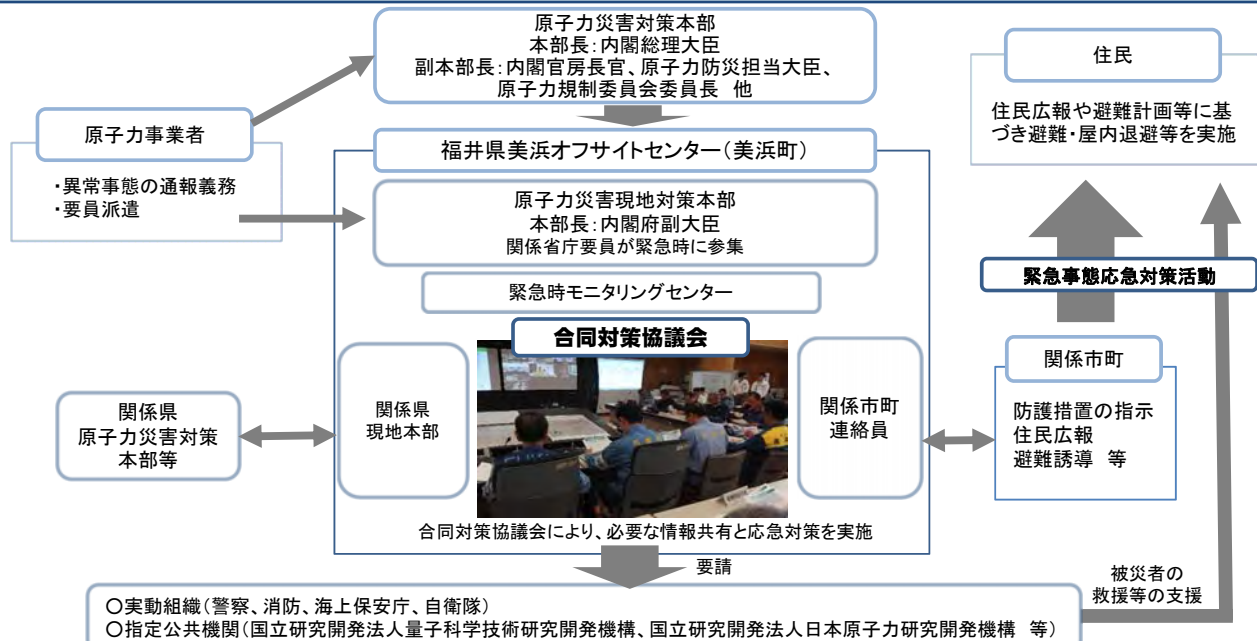 原子力災害対策本部
本部長：内閣総理大臣
副本部長：内閣官房長官、原子力防災担当大臣、
原子力規制委員会委員長　他
原子力事業者
・異常事態の通報義務
・要員派遣
福井県美浜オフサイトセンター（美浜町）
原子力災害現地対策本部
本部長：内閣府副大臣
関係省庁要員が緊急時に参集
緊急時モニタリングセンター
合同対策協議会
関係県
現地本部
関係市町
連絡員
合同対策協議会により、必要な情報共有と応急対策を実施
関係県
原子力災害対策
本部等
住民
住民広報や避難計画等に基
づき避難・屋内退避等を実施
緊急事態応急対策活動
関係市町
防護措置の指示
住民広報
避難誘導　等
要請
被災者の
救援等の支援
○実動組織（警察、消防、海上保安庁、自衛隊）
○指定公共機関（国立研究開発法人量子科学技術研究開発機構、国立研究開発法人日本原子力研究開発機構　等）